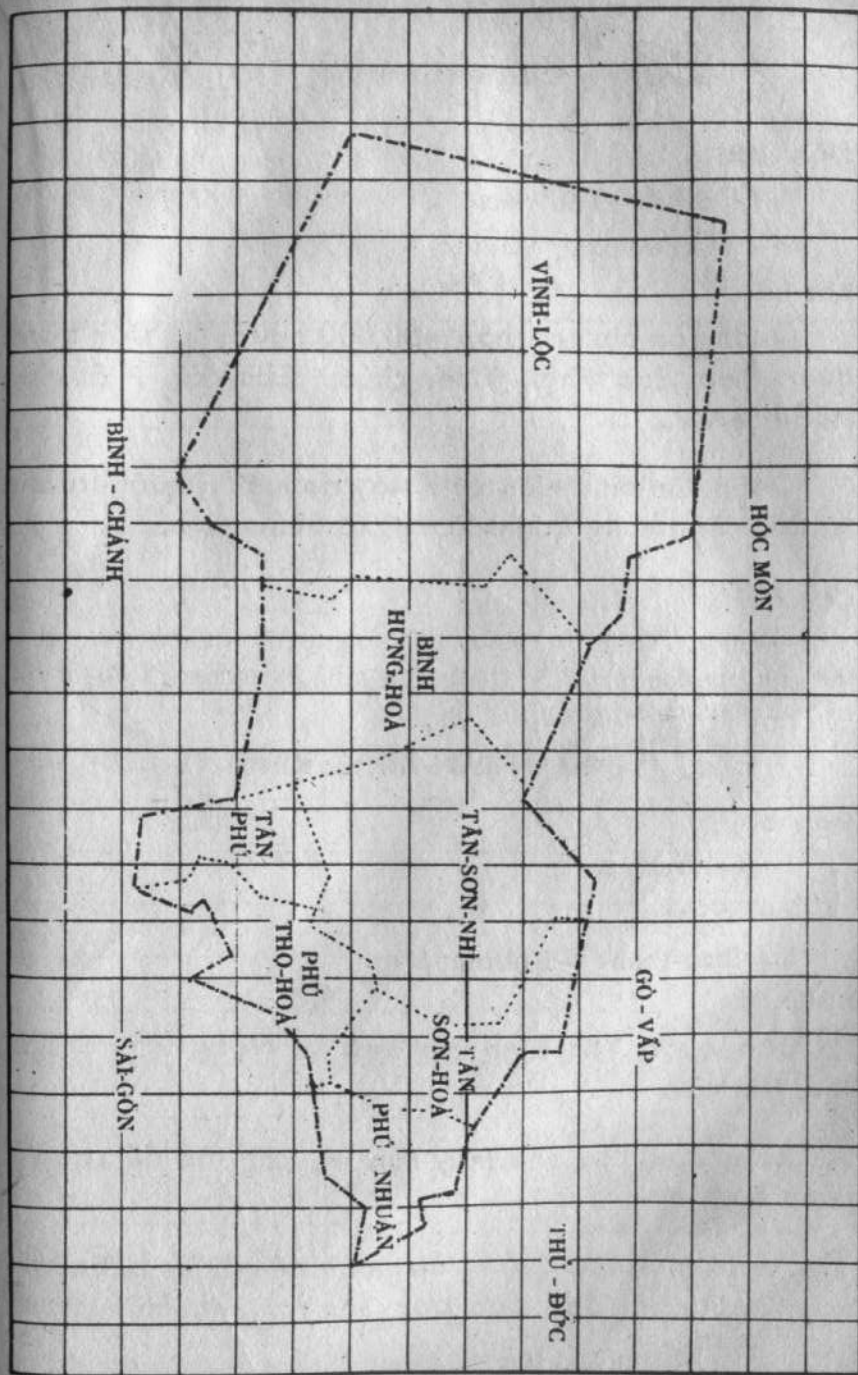 HÓC MÔN
VĨNH-LỘC
GÒ - VẤP
THỦ - ĐỨC
BÌNH
HƯNG-HOÀ
TÂN-SƠN-NHÌ
TÂN
SƠN-HOÀ
TÂN
PHÚ
PHÚ
THỌ-HOÀ
PHÚ NHUẬN
BÌNH - CHÁNH
SÀI-GÒN